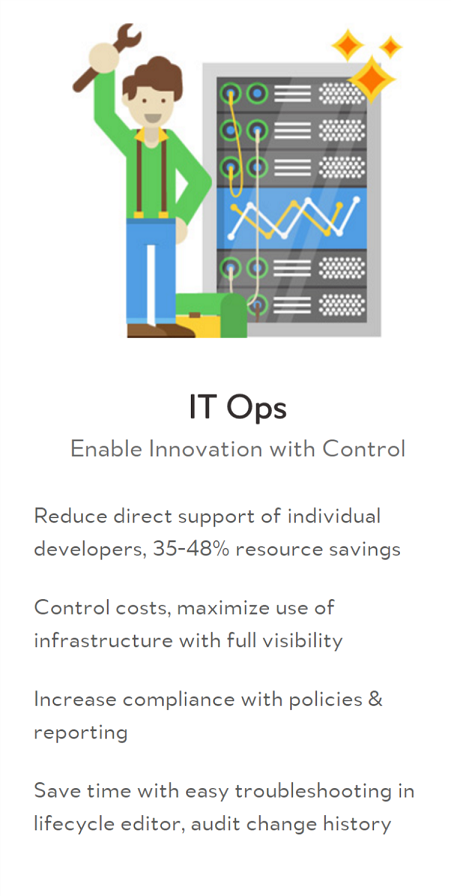 IT Ops
Enable Innovation with Control
Reduce direct support of individual
developers, 35-48% resource savings
Control costs, maximize use of
infrastructure with full visibility
Increase compliance with policies &
reporting
Save time with easy troubleshooting in
lifecycle editor, audit change history